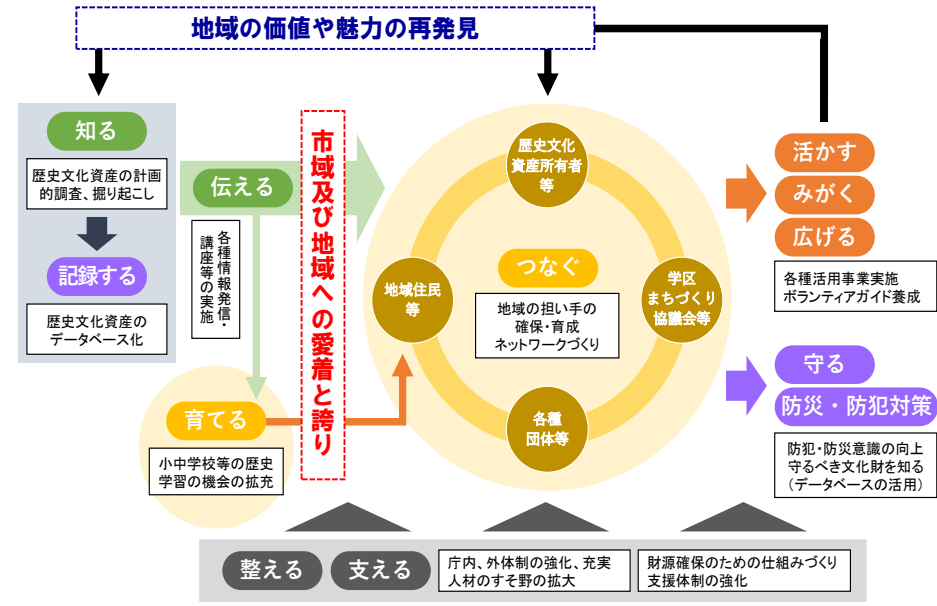 地域の価値や魅力の再発見
知る
歴史文化資産の計画
的調査、掘り起こし
記録する
歴史文化資産の
データベース化
伝える
各種情報発信・
講座等の実施
育てる
小中学校等の歴史
学習の機会の拡充
市域及び地域への愛着と誇り
歴史文化
資産所有者
等
地域住民
等
つなぐ
地域の担い手の
確保・育成
ネットワークづくり
学区
まちづくり
協議会等
各種
団体等
活かす
みがく
広げる
各種活用事業実施
ボランティアガイド養成
守る
防災・防犯対策
防犯・防災意識の向上
守るべき文化財を知る
（データベースの活用）
整える
支える
庁内、外体制の強化、充実
人材のすそ野の拡大
財源確保のための仕組みづくり
支援体制の強化